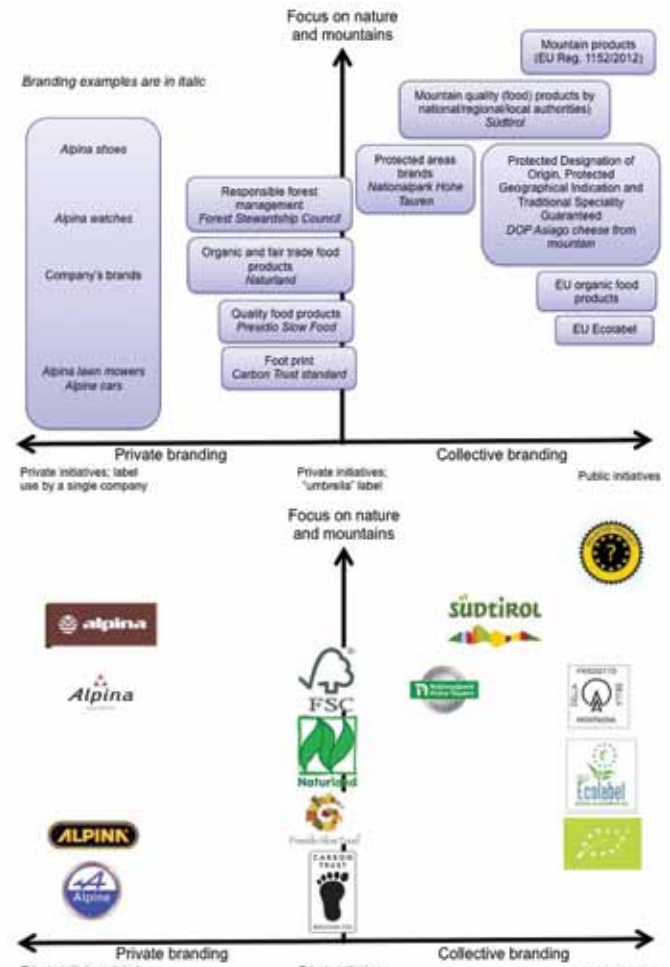 Focus on nature
and mountains
Branding examples are in italic
Mountain products
(EU Reg. 1152/2012)
Mountain quality (food) products by
national/regional/local authorities)
Südtirol
Alpina shoes
Alpina watches
Company's brands
Alpina lawn mowers
Alpine cars
Responsible forest
management
Forest Stewardship Council
Organic and fair trade food
products
Naturland
Quality food products
Presidio Slow Food
Foot print
Carbon Trust standard
Protected areas
brands
Nationalpark Hohe
Tauren
Protected Designation of
Origin, Protected
Geographical Indication and
Traditional Speciality
Guaranteed
DOP Asiago cheese from
mountain
EU organic food
products
EU Ecolabel
Private branding
Collective branding
Private initiatives; label
use by a single company
Private initiatives;
"umbrella" label
Public initiatives
Focus on nature
and mountains
?
alpina
SÜDTIROL
Alpina
FSC
®
Nationalpark
PRODOTTO
DELLA
MONTAGNA
Naturland
Ecolabel
ALPINA
CARBON
TRUST
Alpine
Private branding
Collective branding